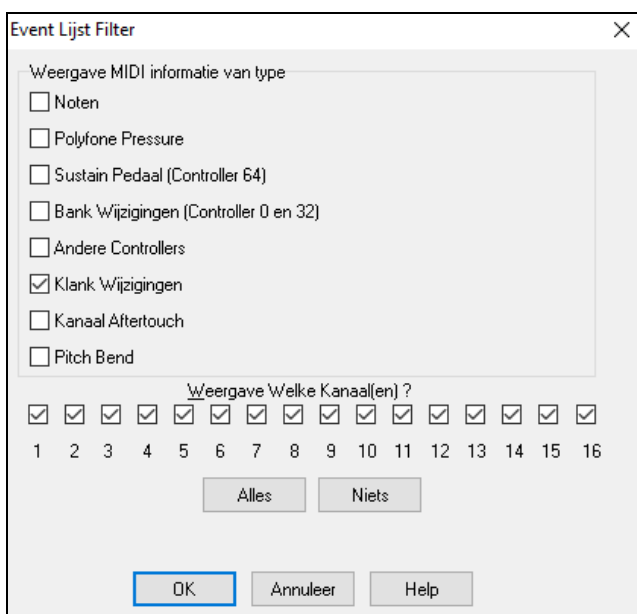 Event Lijst Filter
Weergave MIDI informatie van type
Noten
Polyfone Pressure
Sustain Pedaal (Controller 64)
Bank Wijzigingen (Controller 0 en 32)
Andere Controllers
Klank Wijzigingen
Kanaal Aftertouch
Pitch Bend
Weergave Welke Kanaal(en) ?
1 2 3 4 5 6 7 8 9 10 11 12 13 14 15 16
Alles Niets
OK Annuleer Help